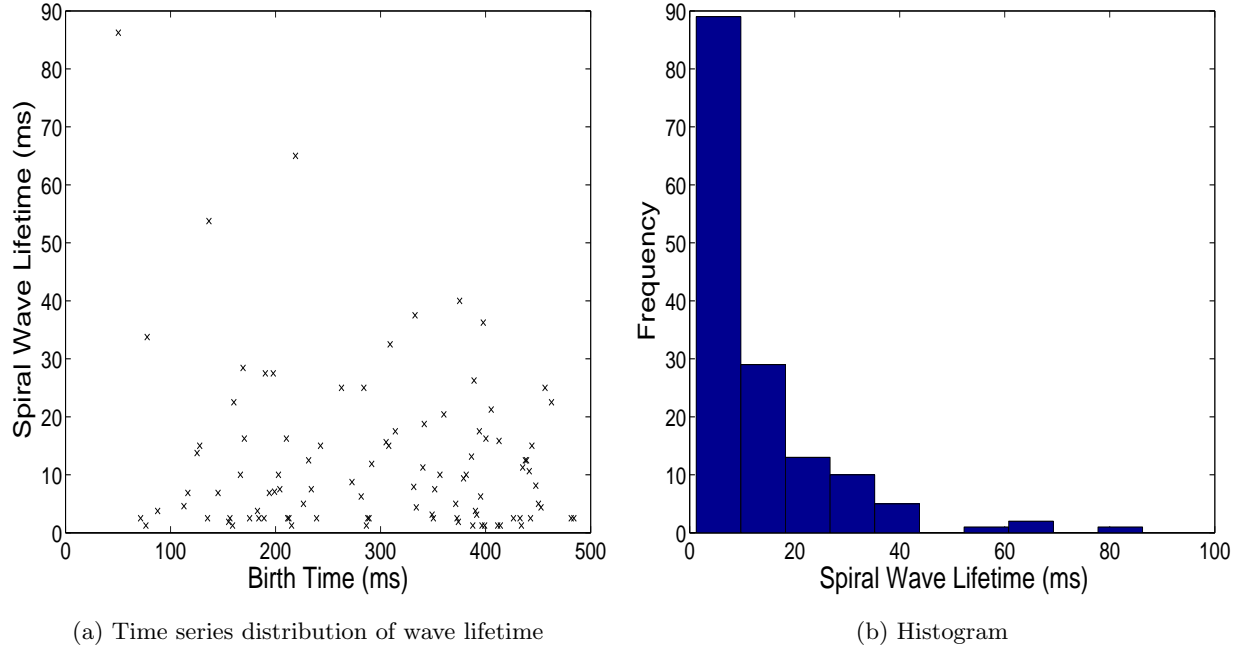 90
80
70
60
50
40
30
20
10
0
Spiral Wave Lifetime (ms)
0 100 200 300 400 500
Birth Time (ms)
(a) Time series distribution of wave lifetime
90
80
70
60
50
40
30
20
10
0
Frequency
0 20 40 60 80 100
Spiral Wave Lifetime (ms)
(b) Histogram